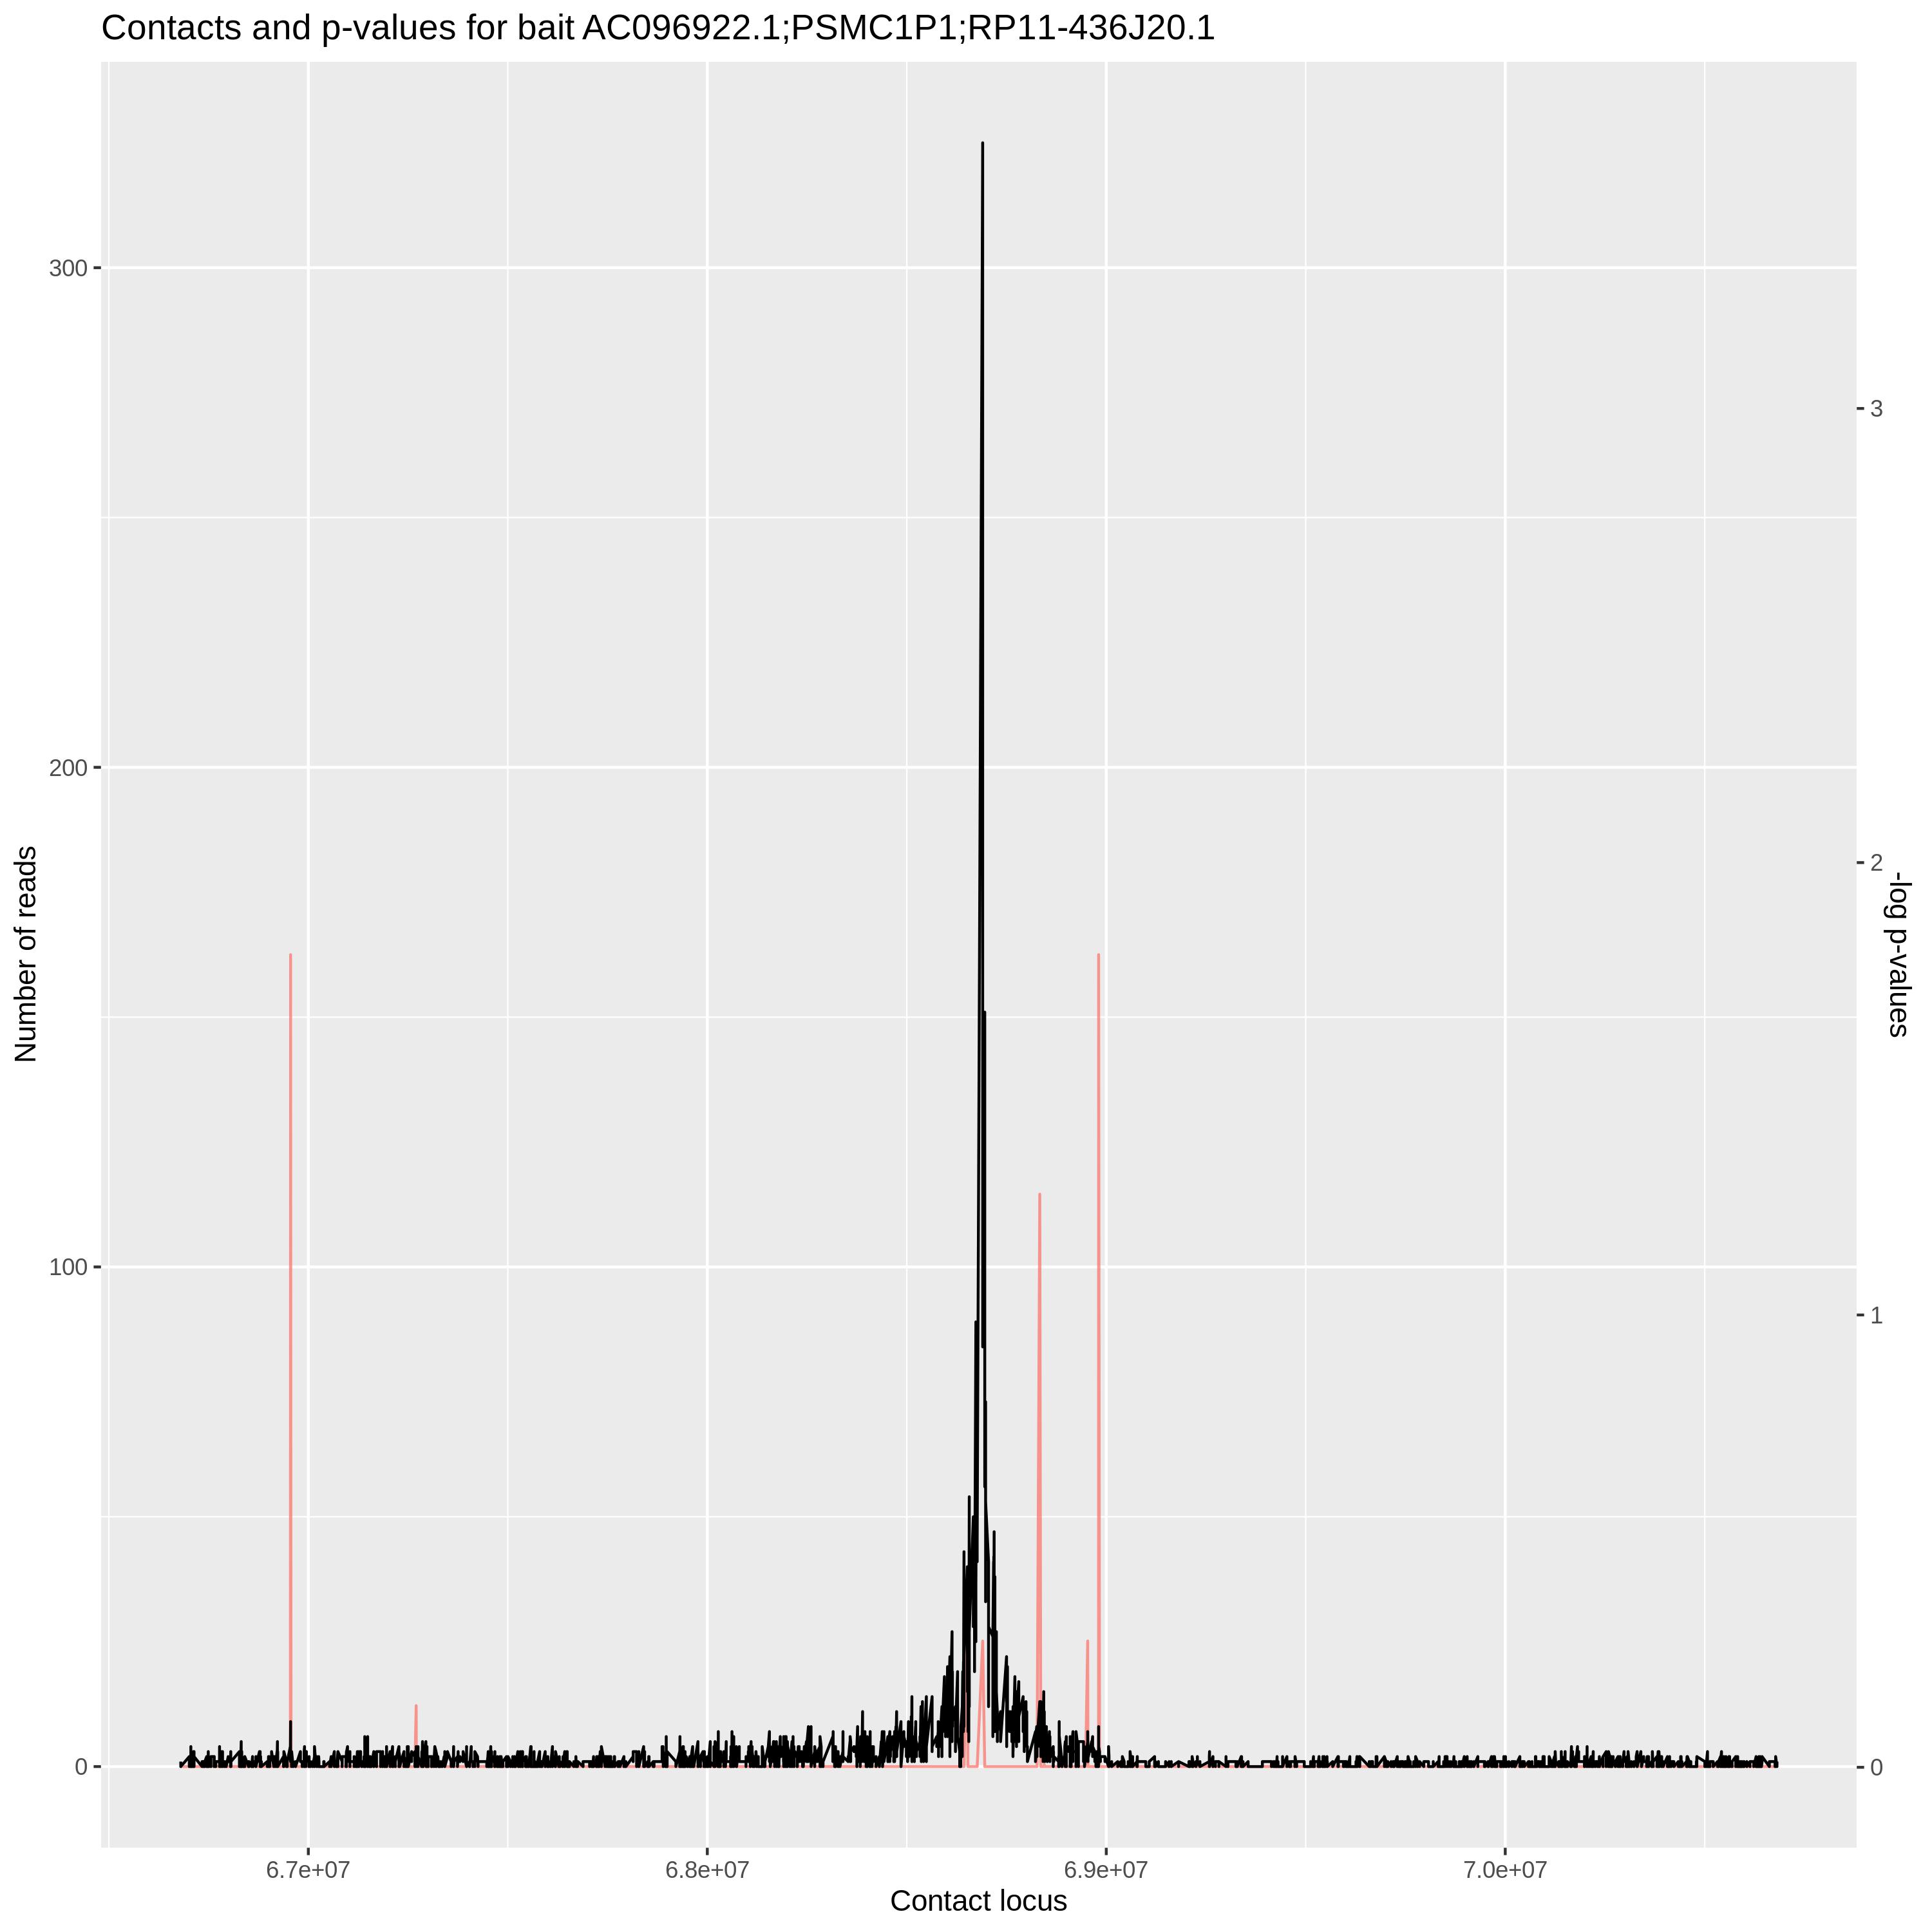 Contacts and p-values for bait AC096922.1;PSMC1P1;RP11-436J20.1
300
200
100
0
Number of reads
3
2
1
0
-log p-values
6.7e+07
6.8e+07
6.9e+07
7.0e+07
Contact locus